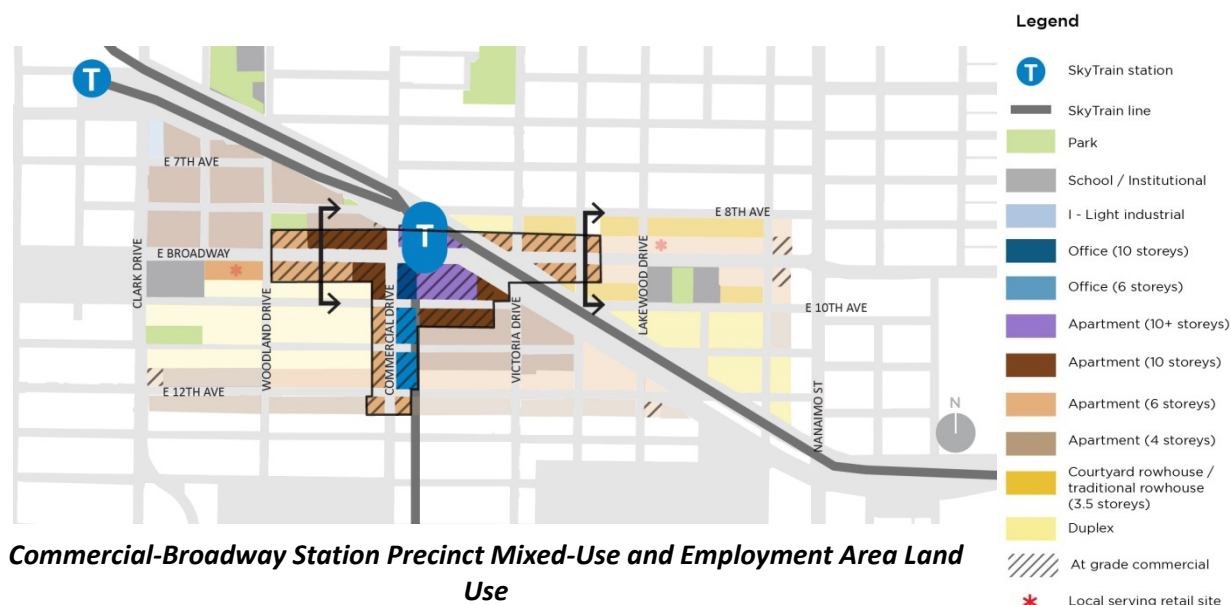 Legend
T
SkyTrain station
SkyTrain line
Park
School / Institutional
I - Light industrial
Office (10 storeys)
Office (6 storeys)
Apartment (10+ storeys)
Apartment (10 storeys)
Apartment (6 storeys)
Apartment (4 storeys)
Courtyard rowhouse /
traditional rowhouse
(3.5 storeys)
Duplex
At grade commercial
Local serving retail site
T
E 7TH AVE
E 8TH AVE
T
E BROADWAY
CLARK DRIVE
WOODLAND DRIVE
COMMERCIAL DRIVE
VICTORIA DRIVE
LAKEWOOD DRIVE
E 10TH AVE
NANAIMO ST
E 12TH AVE
N
Commercial-Broadway Station Precinct Mixed-Use and Employment Area Land
Use